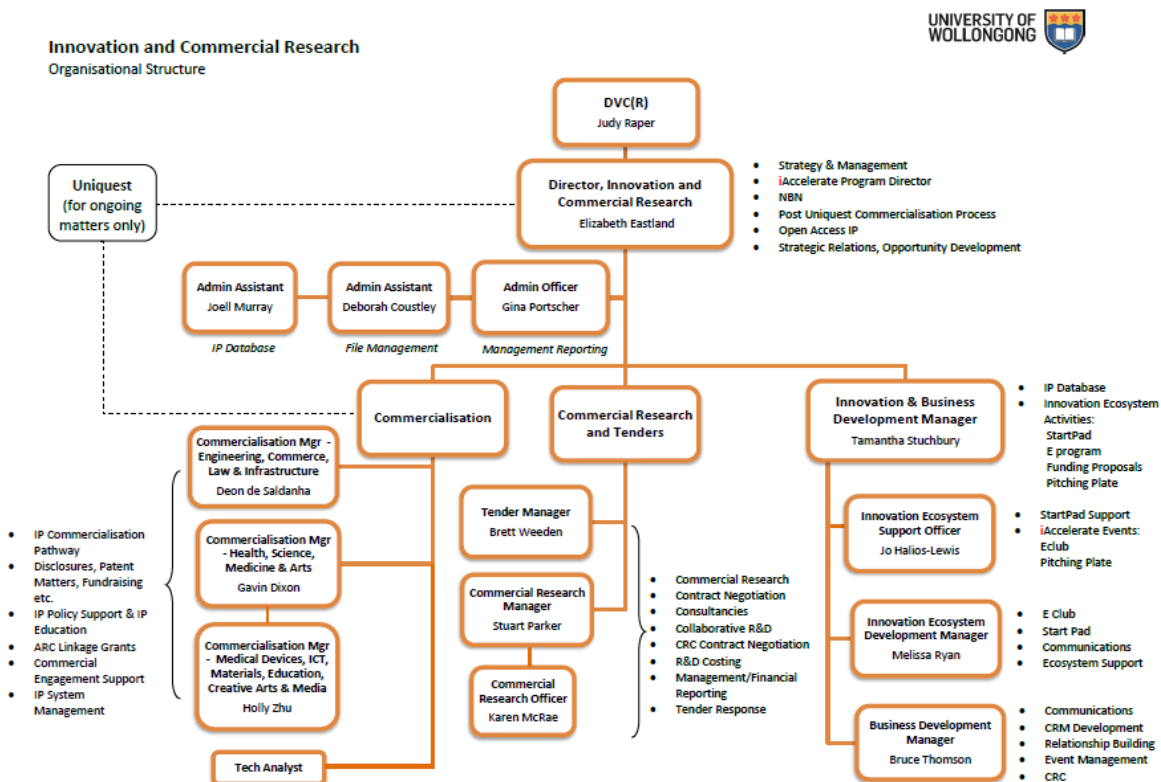 UNIVERSITY OF
WOLLONGONG
Innovation and Commercial Research
Organisational Structure
DVC(R)
Judy Raper
Uniquest
(for ongoing
matters only)
Director, Innovation and
Commercial Research
Elizabeth Eastland
• Strategy & Management
• iAccelerate Program Director
• NBN
• Post Uniquest Commercialisation Process
• Open Access IP
• Strategic Relations, Opportunity Development
Admin Assistant
Joell Murray
IP Database
Admin Assistant
Deborah Coustley
File Management
Admin Officer
Gina Portscher
Management Reporting
Commercialisation
Commercial Research
and Tenders
Innovation & Business
Development Manager
Tamantha Stuchbury
• IP Database
• Innovation Ecosystem
Activities:
StartPad
E program
Funding Proposals
Pitching Plate
Commercialisation Mgr -
Engineering, Commerce,
Law & Infrastructure
Deon de Saldanha
Commercialisation Mgr
- Health, Science,
Medicine & Arts
Gavin Dixon
Commercialisation Mgr
- Medical Devices, ICT,
Materials, Education,
Creative Arts & Media
Holly Zhu
Tech Analyst
• IP Commercialisation
Pathway
• Disclosures, Patent
Matters, Fundraising
etc.
• IP Policy Support & IP
Education
• ARC Linkage Grants
• Commercial
Engagement Support
• IP System
Management
Tender Manager
Brett Weeden
Commercial Research
Manager
Stuart Parker
Commercial
Research Officer
Karen McRae
• Commercial Research
• Contract Negotiation
• Consultancies
• Collaborative R&D
• CRC Contract Negotiation
• R&D Costing
• Management/Financial
Reporting
• Tender Response
Innovation Ecosystem
Support Officer
Jo Halios-Lewis
• StartPad Support
• iAccelerate Events:
Eclub
Pitching Plate
Innovation Ecosystem
Development Manager
Melissa Ryan
• E Club
• Start Pad
• Communications
• Ecosystem Support
Business Development
Manager
Bruce Thomson
• Communications
• CRM Development
• Relationship Building
• Event Management
• CRC